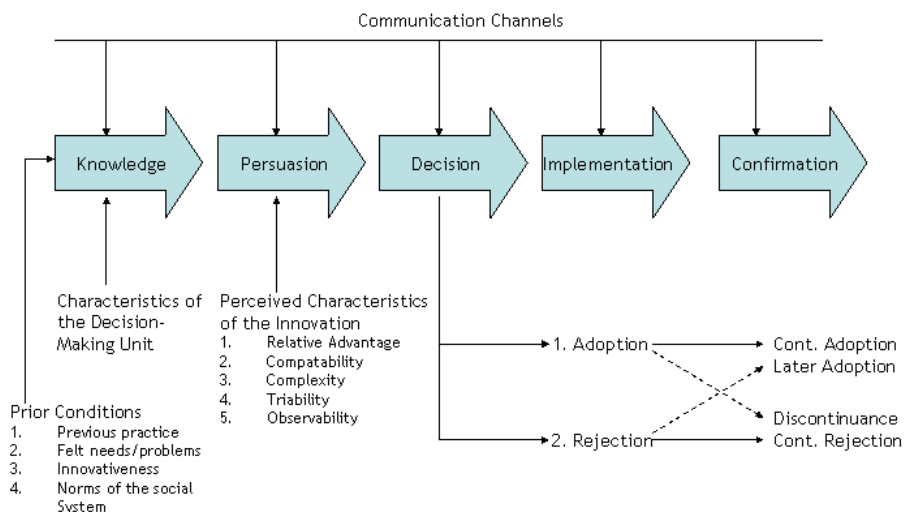 Communication Channels
Knowledge
Persuasion
Decision
Implementation
Confirmation
Characteristics of
the Decision-
Making Unit
Perceived Characteristics
of the Innovation
1. Relative Advantage
2. Compatability
3. Complexity
4. Triability
5. Observability
1. Adoption
Cont. Adoption
Later Adoption
Discontinuance
2. Rejection
Cont. Rejection
Prior Conditions
1. Previous practice
2. Felt needs/problems
3. Innovativeness
4. Norms of the social
System